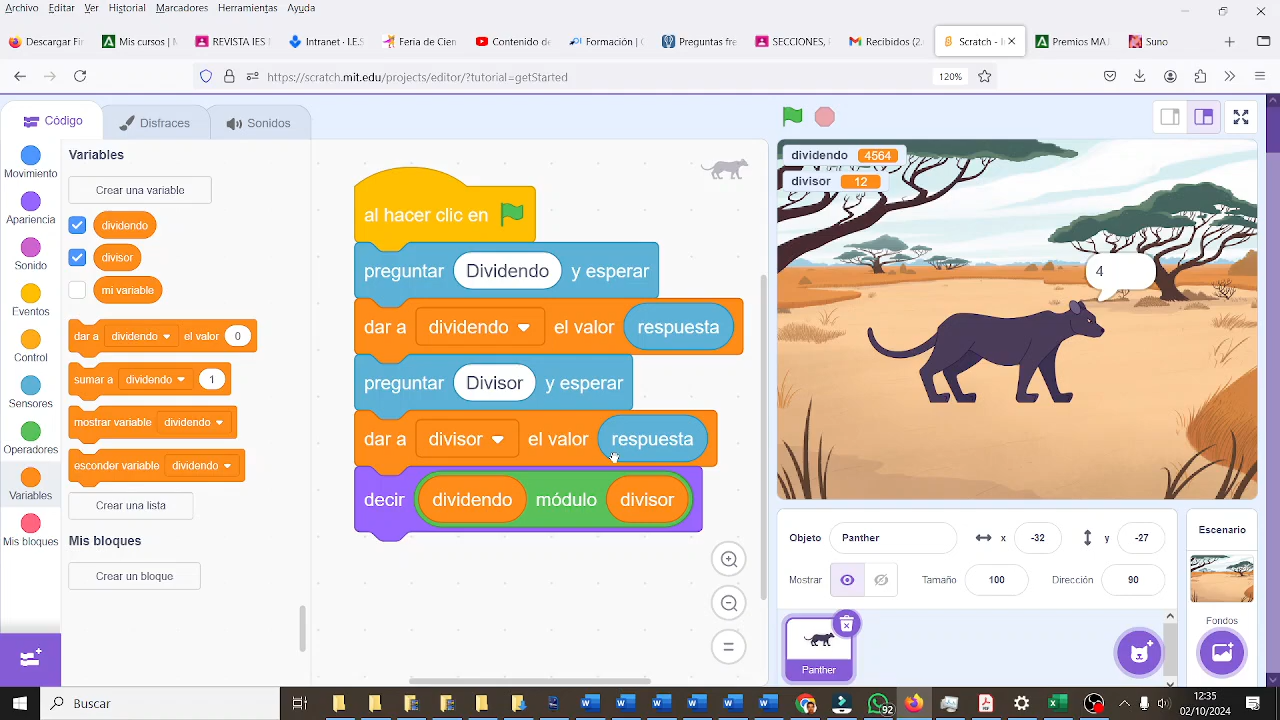 Archivo Editar Ver Historial Marcadores Herramientas Ayuda
Descargar Fir Mis cursos | M REVISTA IES Intranet · I.E.S Feria de Cien Contenido de Formación | C Preguntas fre SECCIONES, F Recibidos (2 Scratch - I Premios MA Suno
https://scratch.mit.edu/projects/editor/?tutorial=getStarted 120%
Código Disfraces Sonidos
Movimiento
Apariencia
Sonido
Eventos
Control
Sensores
Operadores
Variables
Mis bloques
Variables
Crear una variable
dividendo
divisor
mi variable
dar a dividendo el valor 0
sumar a dividendo 1
mostrar variable dividendo
esconder variable dividendo
Crear una lista
Mis bloques
Crear un bloque
al hacer clic en
preguntar Dividendo y esperar
dar a dividendo el valor respuesta
preguntar Divisor y esperar
dar a divisor el valor respuesta
decir dividendo módulo divisor
dividendo 4564
divisor 12
4
Objeto Panther x -32 y -27
Mostrar Tamaño 100 Dirección 90
Panther
Escenario
Fondos
Buscar
92
12:35
02/10/2024